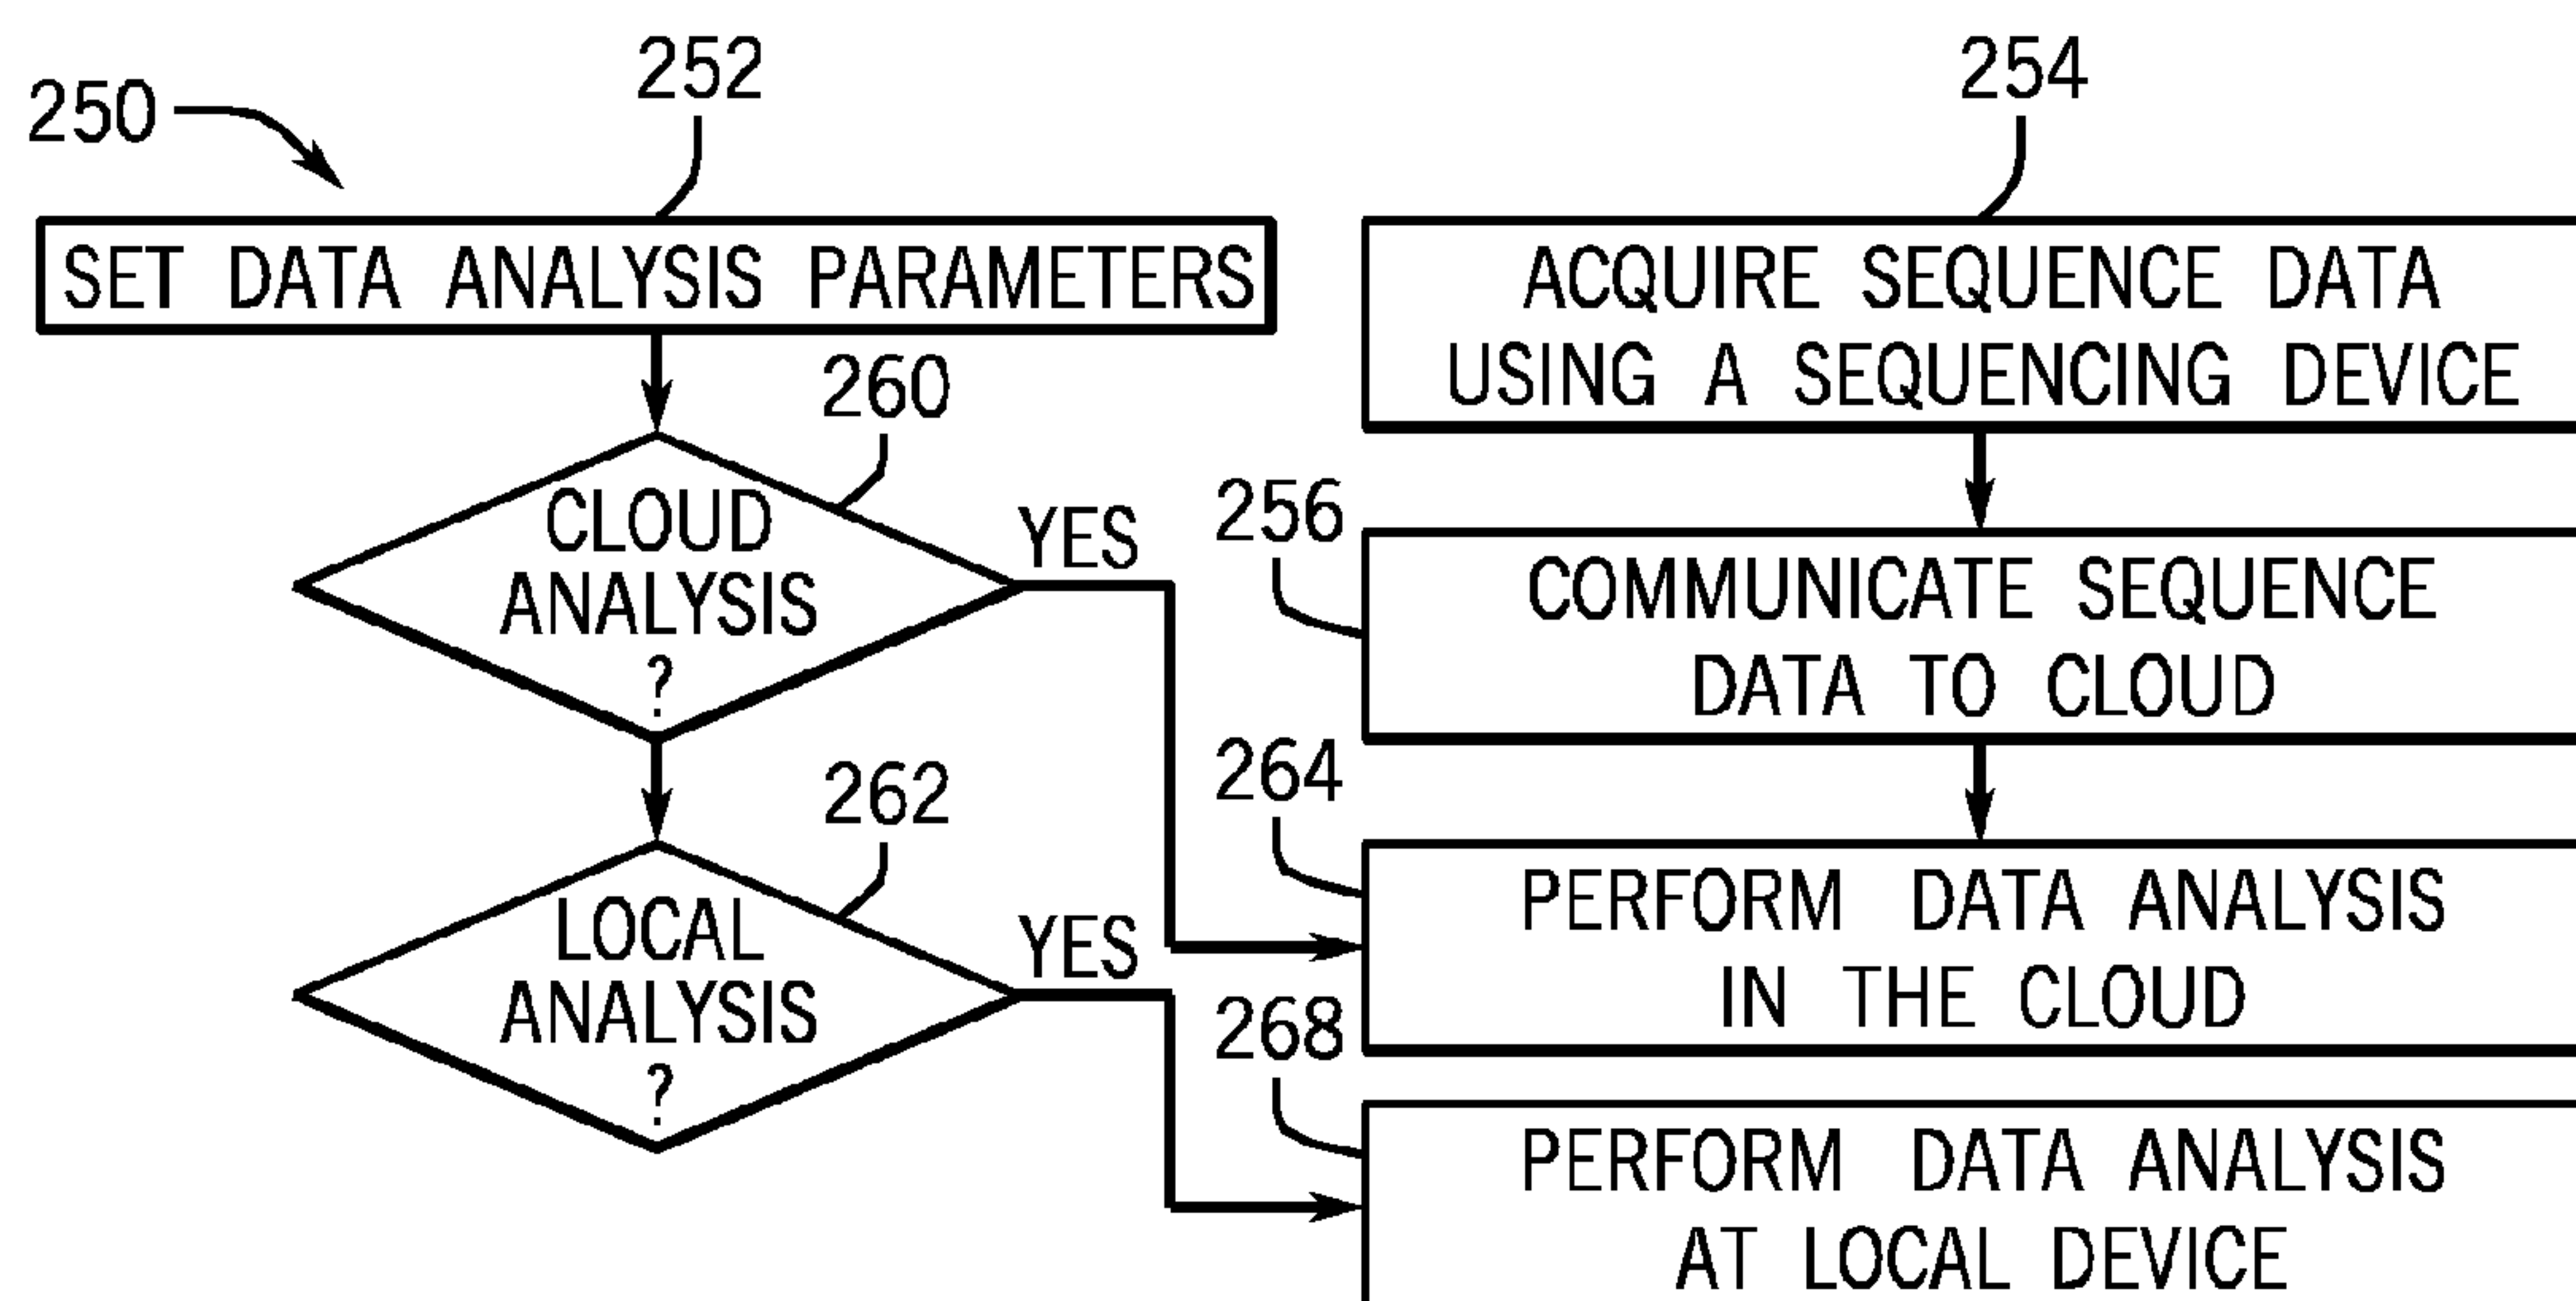 250
252
254
SET DATA ANALYSIS PARAMETERS
ACQUIRE SEQUENCE DATA
USING A SEQUENCING DEVICE
260
CLOUD
ANALYSIS
?
YES
256
COMMUNICATE SEQUENCE
DATA TO CLOUD
262
LOCAL
ANALYSIS
?
YES
264
PERFORM DATA ANALYSIS
IN THE CLOUD
268
PERFORM DATA ANALYSIS
AT LOCAL DEVICE